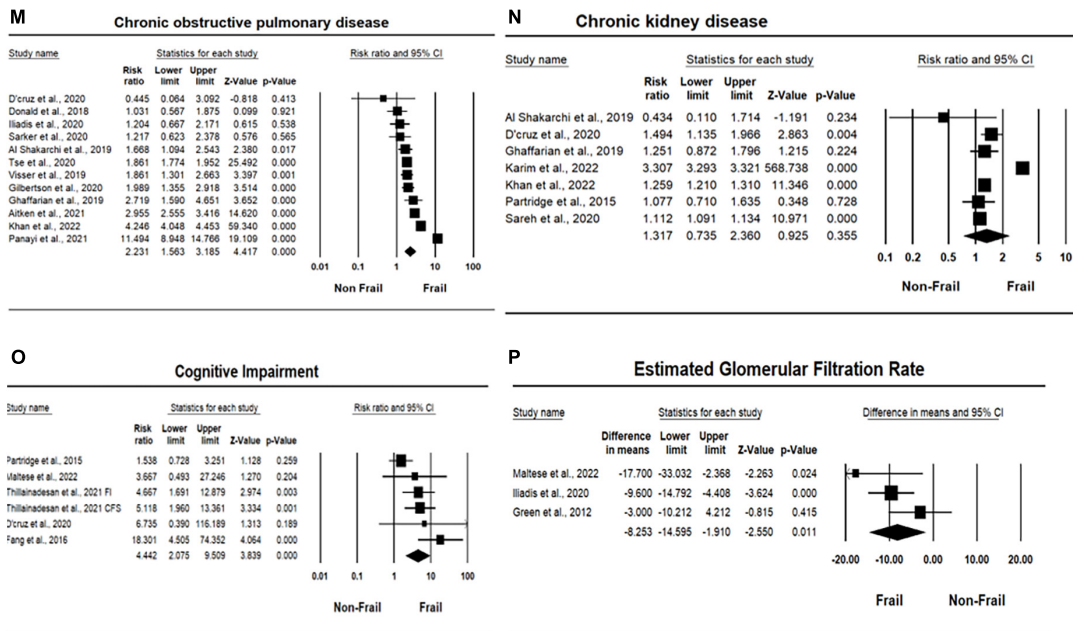 M
Chronic obstructive pulmonary disease
Study name Statistics for each study Risk ratio and 95% CI
Risk Lower Upper
ratio limit limit Z-Value p-Value
D'cruz et al., 2020 0.445 0.064 3.092 -0.818 0.413
Donald et al., 2018 1.031 0.567 1.875 0.099 0.921
Iliadis et al., 2020 1.204 0.667 2.171 0.615 0.538
Sarker et al., 2020 1.217 0.623 2.378 0.576 0.565
Al Shakarchi et al., 2019 1.668 1.094 2.543 2.380 0.017
Tse et al., 2020 1.861 1.774 1.952 25.492 0.000
Visser et al., 2019 1.861 1.301 2.663 3.397 0.001
Gilbertson et al., 2020 1.989 1.355 2.918 3.514 0.000
Ghaffarian et al., 2019 2.719 1.590 4.651 3.652 0.000
Aitken et al., 2021 2.955 2.555 3.416 14.620 0.000
Khan et al., 2022 4.246 4.048 4.453 59.340 0.000
Panayi et al., 2021 11.494 8.948 14.766 19.109 0.000
2.231 1.563 3.185 4.417 0.000
0.01 0.1 1 10 100
Non Frail Frail
N
Chronic kidney disease
Study name Statistics for each study Risk ratio and 95% CI
Risk Lower Upper
ratio limit limit Z-Value p-Value
Al Shakarchi et al., 2019 0.434 0.110 1.714 -1.191 0.234
D'cruz et al., 2020 1.494 1.135 1.966 2.863 0.004
Ghaffarian et al., 2019 1.251 0.872 1.796 1.215 0.224
Karim et al., 2022 3.307 3.293 3.321 568.738 0.000
Khan et al., 2022 1.259 1.210 1.310 11.346 0.000
Partridge et al., 2015 1.077 0.710 1.635 0.348 0.728
Sareh et al., 2020 1.112 1.091 1.134 10.971 0.000
1.317 0.735 2.360 0.925 0.355
0.1 0.2 0.5 1 2 5 10
Non-Frail Frail
O
Cognitive Impairment
Study name Statistics for each study Risk ratio and 95% CI
Risk Lower Upper
ratio limit limit Z-Value p-Value
Partridge et al., 2015 1.538 0.728 3.251 1.128 0.259
Maltese et al., 2022 3.667 0.493 27.246 1.270 0.204
Thillainadesan et al., 2021 FI 4.667 1.691 12.879 2.974 0.003
Thillainadesan et al., 2021 CFS 5.118 1.960 13.361 3.334 0.001
D'cruz et al., 2020 6.735 0.390 116.189 1.313 0.189
Fang et al., 2016 18.301 4.505 74.352 4.064 0.000
4.442 2.075 9.509 3.839 0.000
0.01 0.1 1 10 100
Non-Frail Frail
P
Estimated Glomerular Filtration Rate
Study name Statistics for each study Difference in means and 95% CI
Difference Lower Upper
in means limit limit Z-Value p-Value
Maltese et al., 2022 -17.700 -33.032 -2.368 -2.263 0.024
Iliadis et al., 2020 -9.600 -14.792 -4.408 -3.624 0.000
Green et al., 2012 -3.000 -10.212 4.212 -0.815 0.415
-8.253 -14.595 -1.910 -2.550 0.011
-20.00 -10.00 0.00 10.00 20.00
Frail Non-Frail